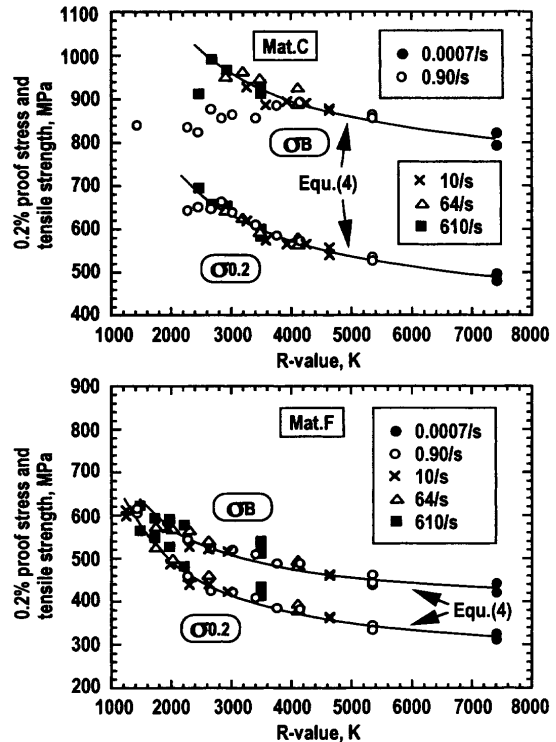 1100
Mat.C
● 0.0007/s
○ 0.90/s
1000
900
800
σB
Equ.(4)
× 10/s
△ 64/s
■ 610/s
700
600
σ0.2
500
400
0.2% proof stress and
tensile strength, MPa
1000 2000 3000 4000 5000 6000 7000 8000
R-value, K
900
Mat.F
● 0.0007/s
○ 0.90/s
× 10/s
△ 64/s
■ 610/s
800
700
600
σB
500
400
Equ.(4)
σ0.2
300
200
0.2% proof stress and
tensile strength, MPa
1000 2000 3000 4000 5000 6000 7000 8000
R-value, K